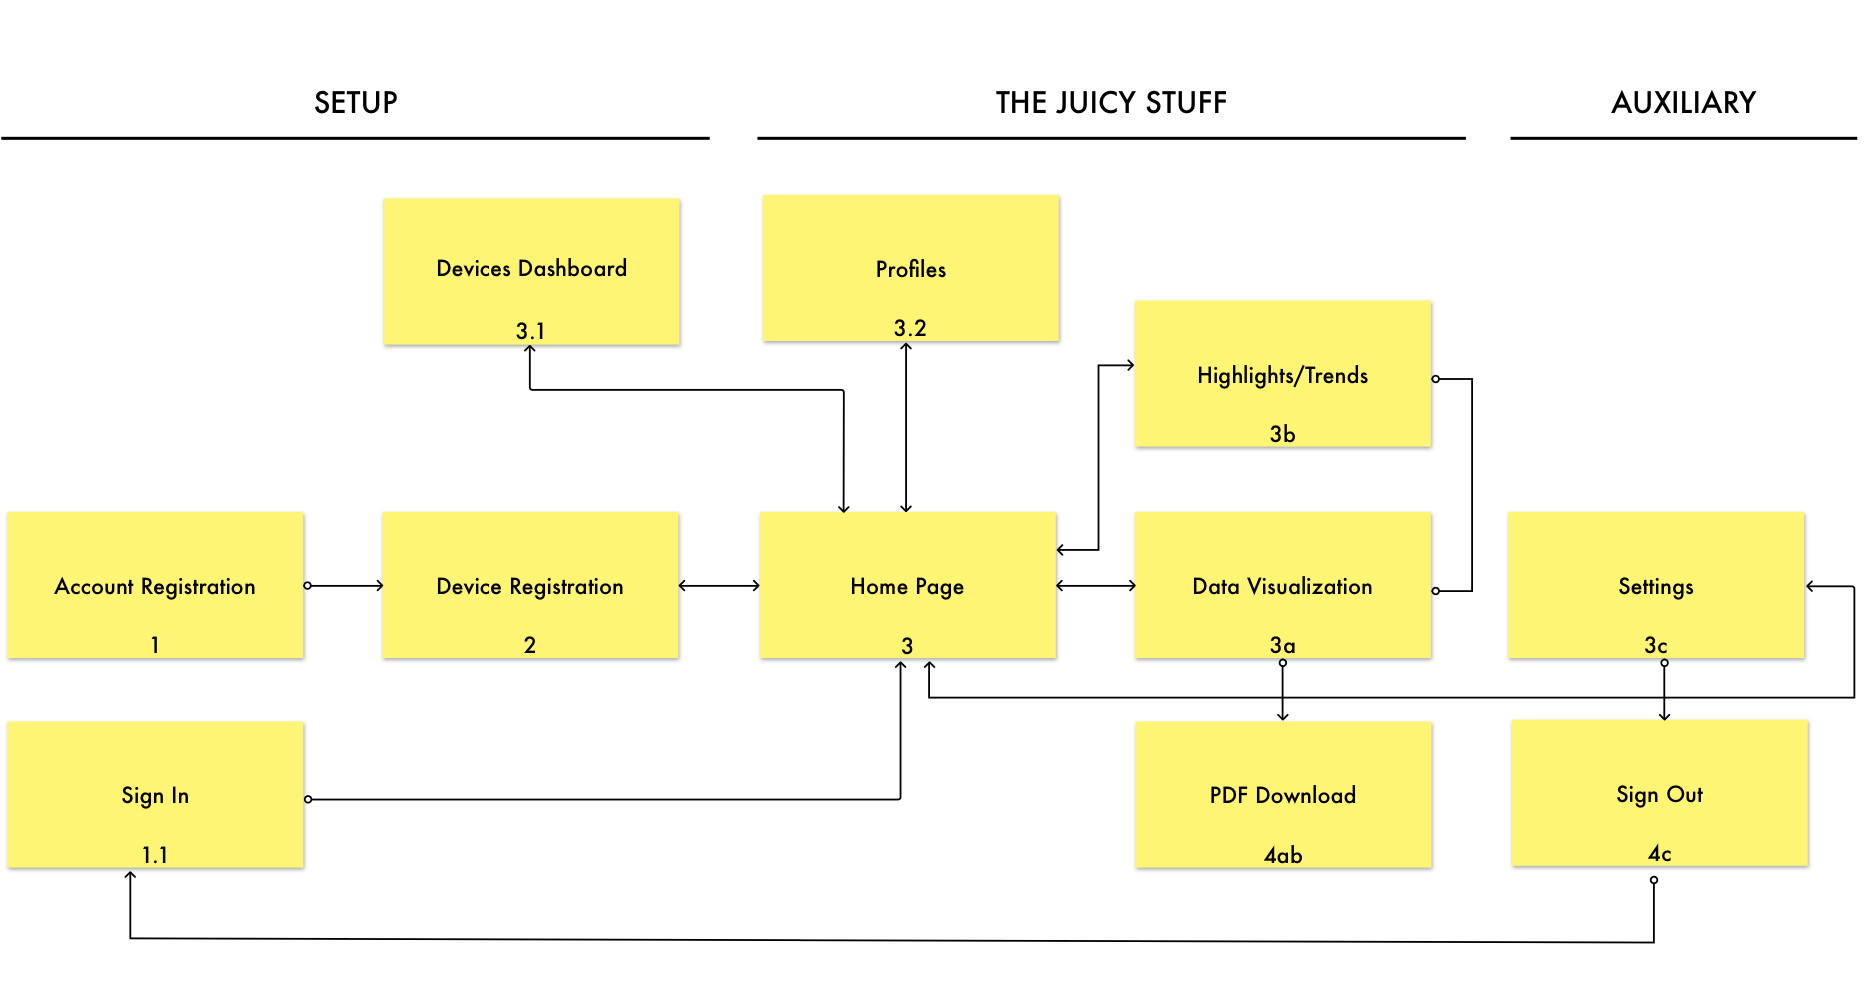 SETUP
THE JUICY STUFF
AUXILIARY
Devices Dashboard
3.1
Profiles
3.2
Highlights/Trends
3b
Account Registration
1
Device Registration
2
Home Page
3
Data Visualization
3a
Settings
3c
Sign In
1.1
PDF Download
4ab
Sign Out
4c